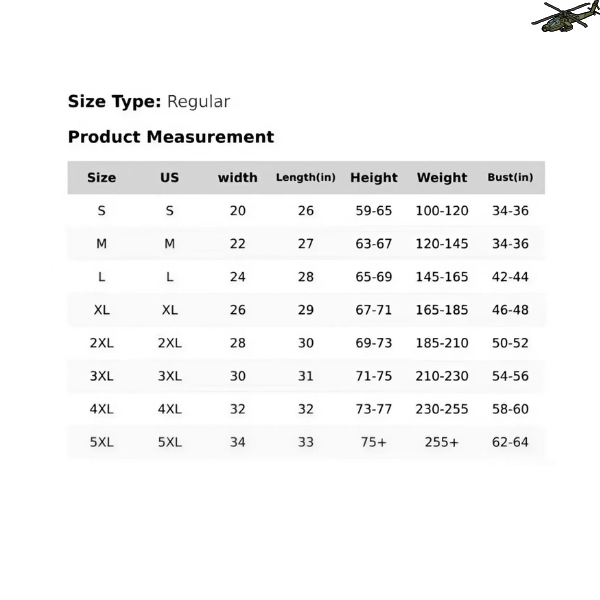 Size Type: Regular
Product Measurement
Size US width Length(in) Height Weight Bust(in)
S S 20 26 59-65 100-120 34-36
M M 22 27 63-67 120-145 34-36
L L 24 28 65-69 145-165 42-44
XL XL 26 29 67-71 165-185 46-48
2XL 2XL 28 30 69-73 185-210 50-52
3XL 3XL 30 31 71-75 210-230 54-56
4XL 4XL 32 32 73-77 230-255 58-60
5XL 5XL 34 33 75+ 255+ 62-64